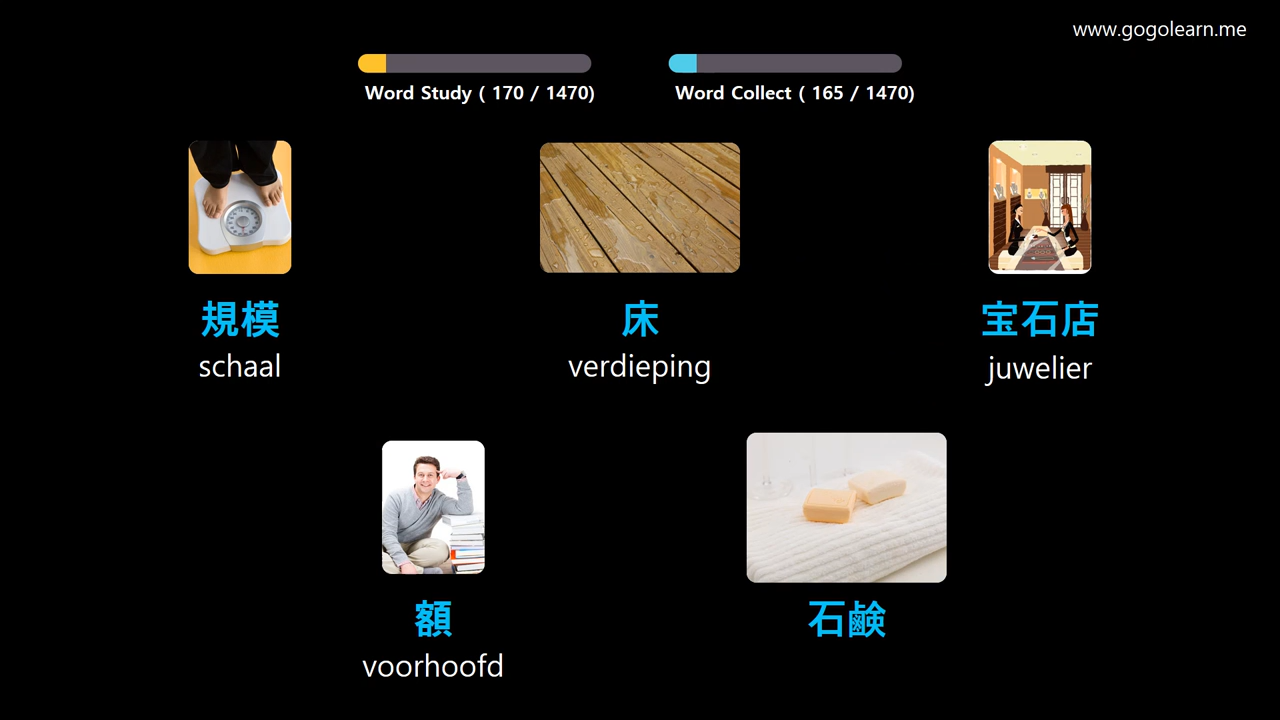 www.gogolearn.me
Word Study ( 170 / 1470)
Word Collect ( 165 / 1470)
規模
schaal
床
verdieping
宝石店
juwelier
額
voorhoofd
石鹸